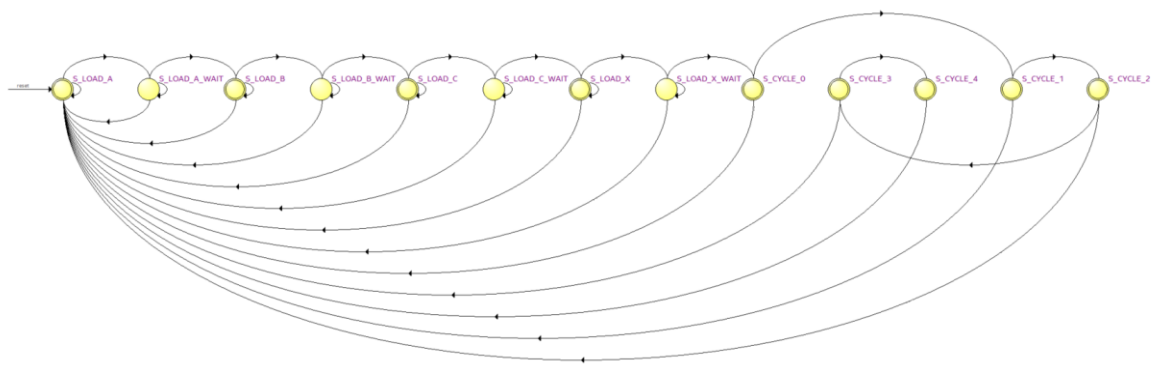 reset
S_LOAD_A
S_LOAD_A_WAIT
S_LOAD_B
S_LOAD_B_WAIT
S_LOAD_C
S_LOAD_C_WAIT
S_LOAD_X
S_LOAD_X_WAIT
S_CYCLE_0
S_CYCLE_3
S_CYCLE_4
S_CYCLE_1
S_CYCLE_2